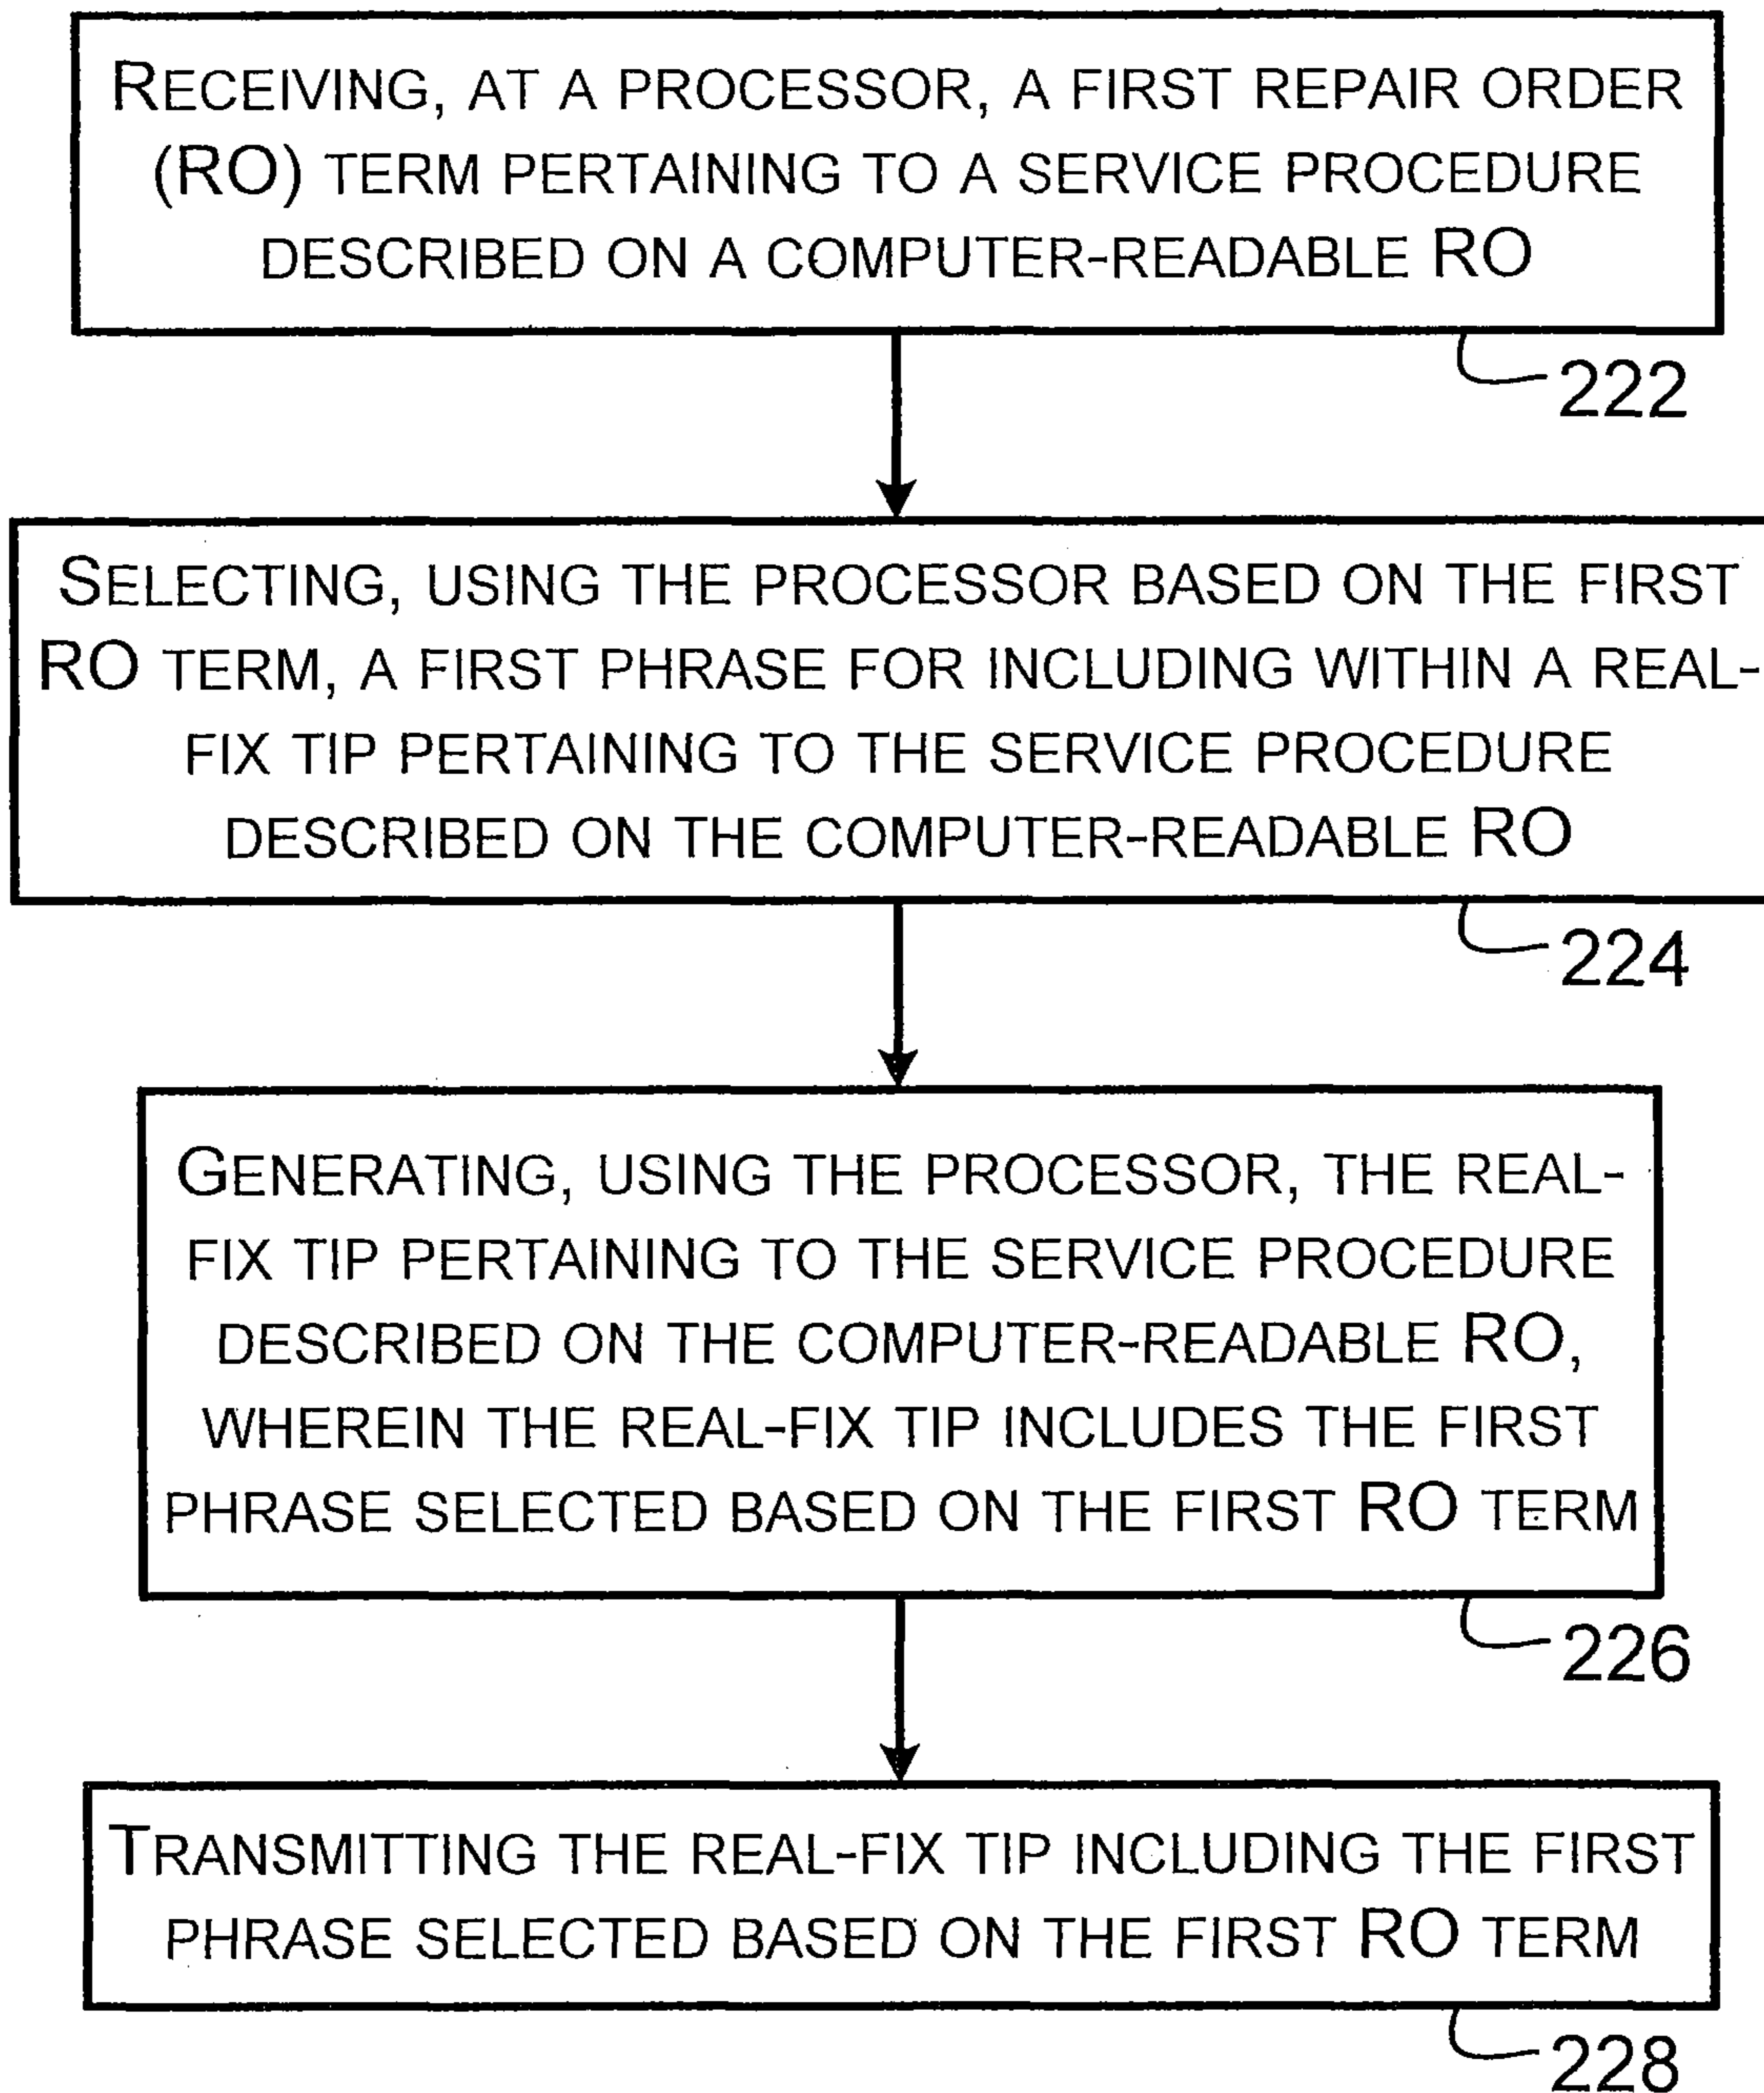 RECEIVING, AT A PROCESSOR, A FIRST REPAIR ORDER
(RO) TERM PERTAINING TO A SERVICE PROCEDURE
DESCRIBED ON A COMPUTER-READABLE RO
222
SELECTING, USING THE PROCESSOR BASED ON THE FIRST
RO TERM, A FIRST PHRASE FOR INCLUDING WITHIN A REAL-
FIX TIP PERTAINING TO THE SERVICE PROCEDURE
DESCRIBED ON THE COMPUTER-READABLE RO
224
GENERATING, USING THE PROCESSOR, THE REAL-
FIX TIP PERTAINING TO THE SERVICE PROCEDURE
DESCRIBED ON THE COMPUTER-READABLE RO,
WHEREIN THE REAL-FIX TIP INCLUDES THE FIRST
PHRASE SELECTED BASED ON THE FIRST RO TERM
226
TRANSMITTING THE REAL-FIX TIP INCLUDING THE FIRST
PHRASE SELECTED BASED ON THE FIRST RO TERM
228